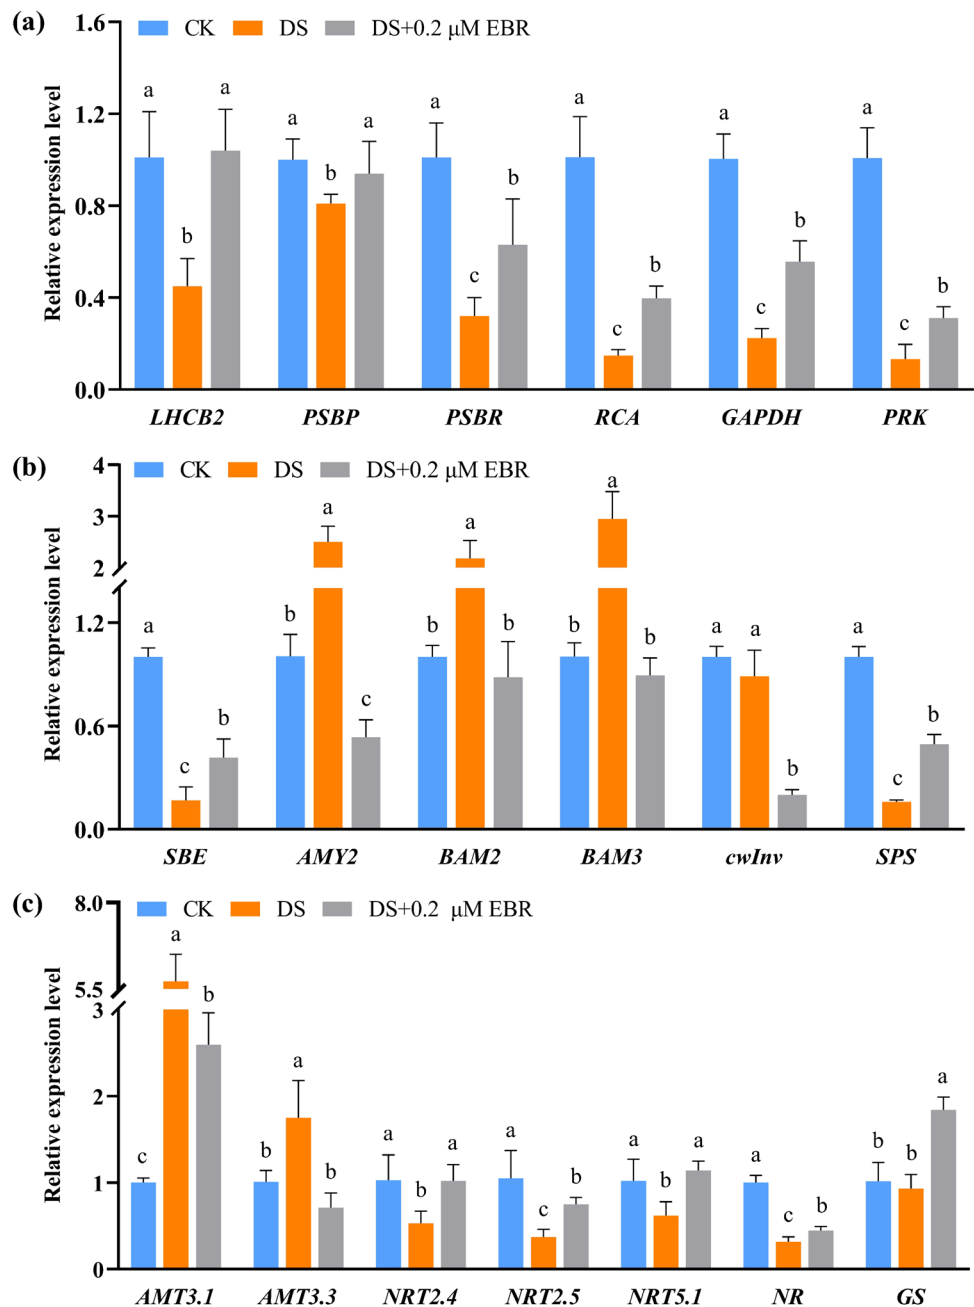 (a)
CK DS DS+0.2 μM EBR
Relative expression level
1.6
1.2
0.8
0.4
0.0
a b a a b a a c b a c b a c b a c b
LHCB2 PSBP PSBR RCA GAPDH PRK
(b)
CK DS DS+0.2 μM EBR
Relative expression level
4
3
2
1.2
0.6
0.0
a c b b a c b a b b a b a a b a c b
SBE AMY2 BAM2 BAM3 cwInv SPS
(c)
CK DS DS+0.2 μM EBR
Relative expression level
8.0
5.5
3
2
1
0
c a b b a b a b a a c b a b a a c b b b a
AMT3.1 AMT3.3 NRT2.4 NRT2.5 NRT5.1 NR GS